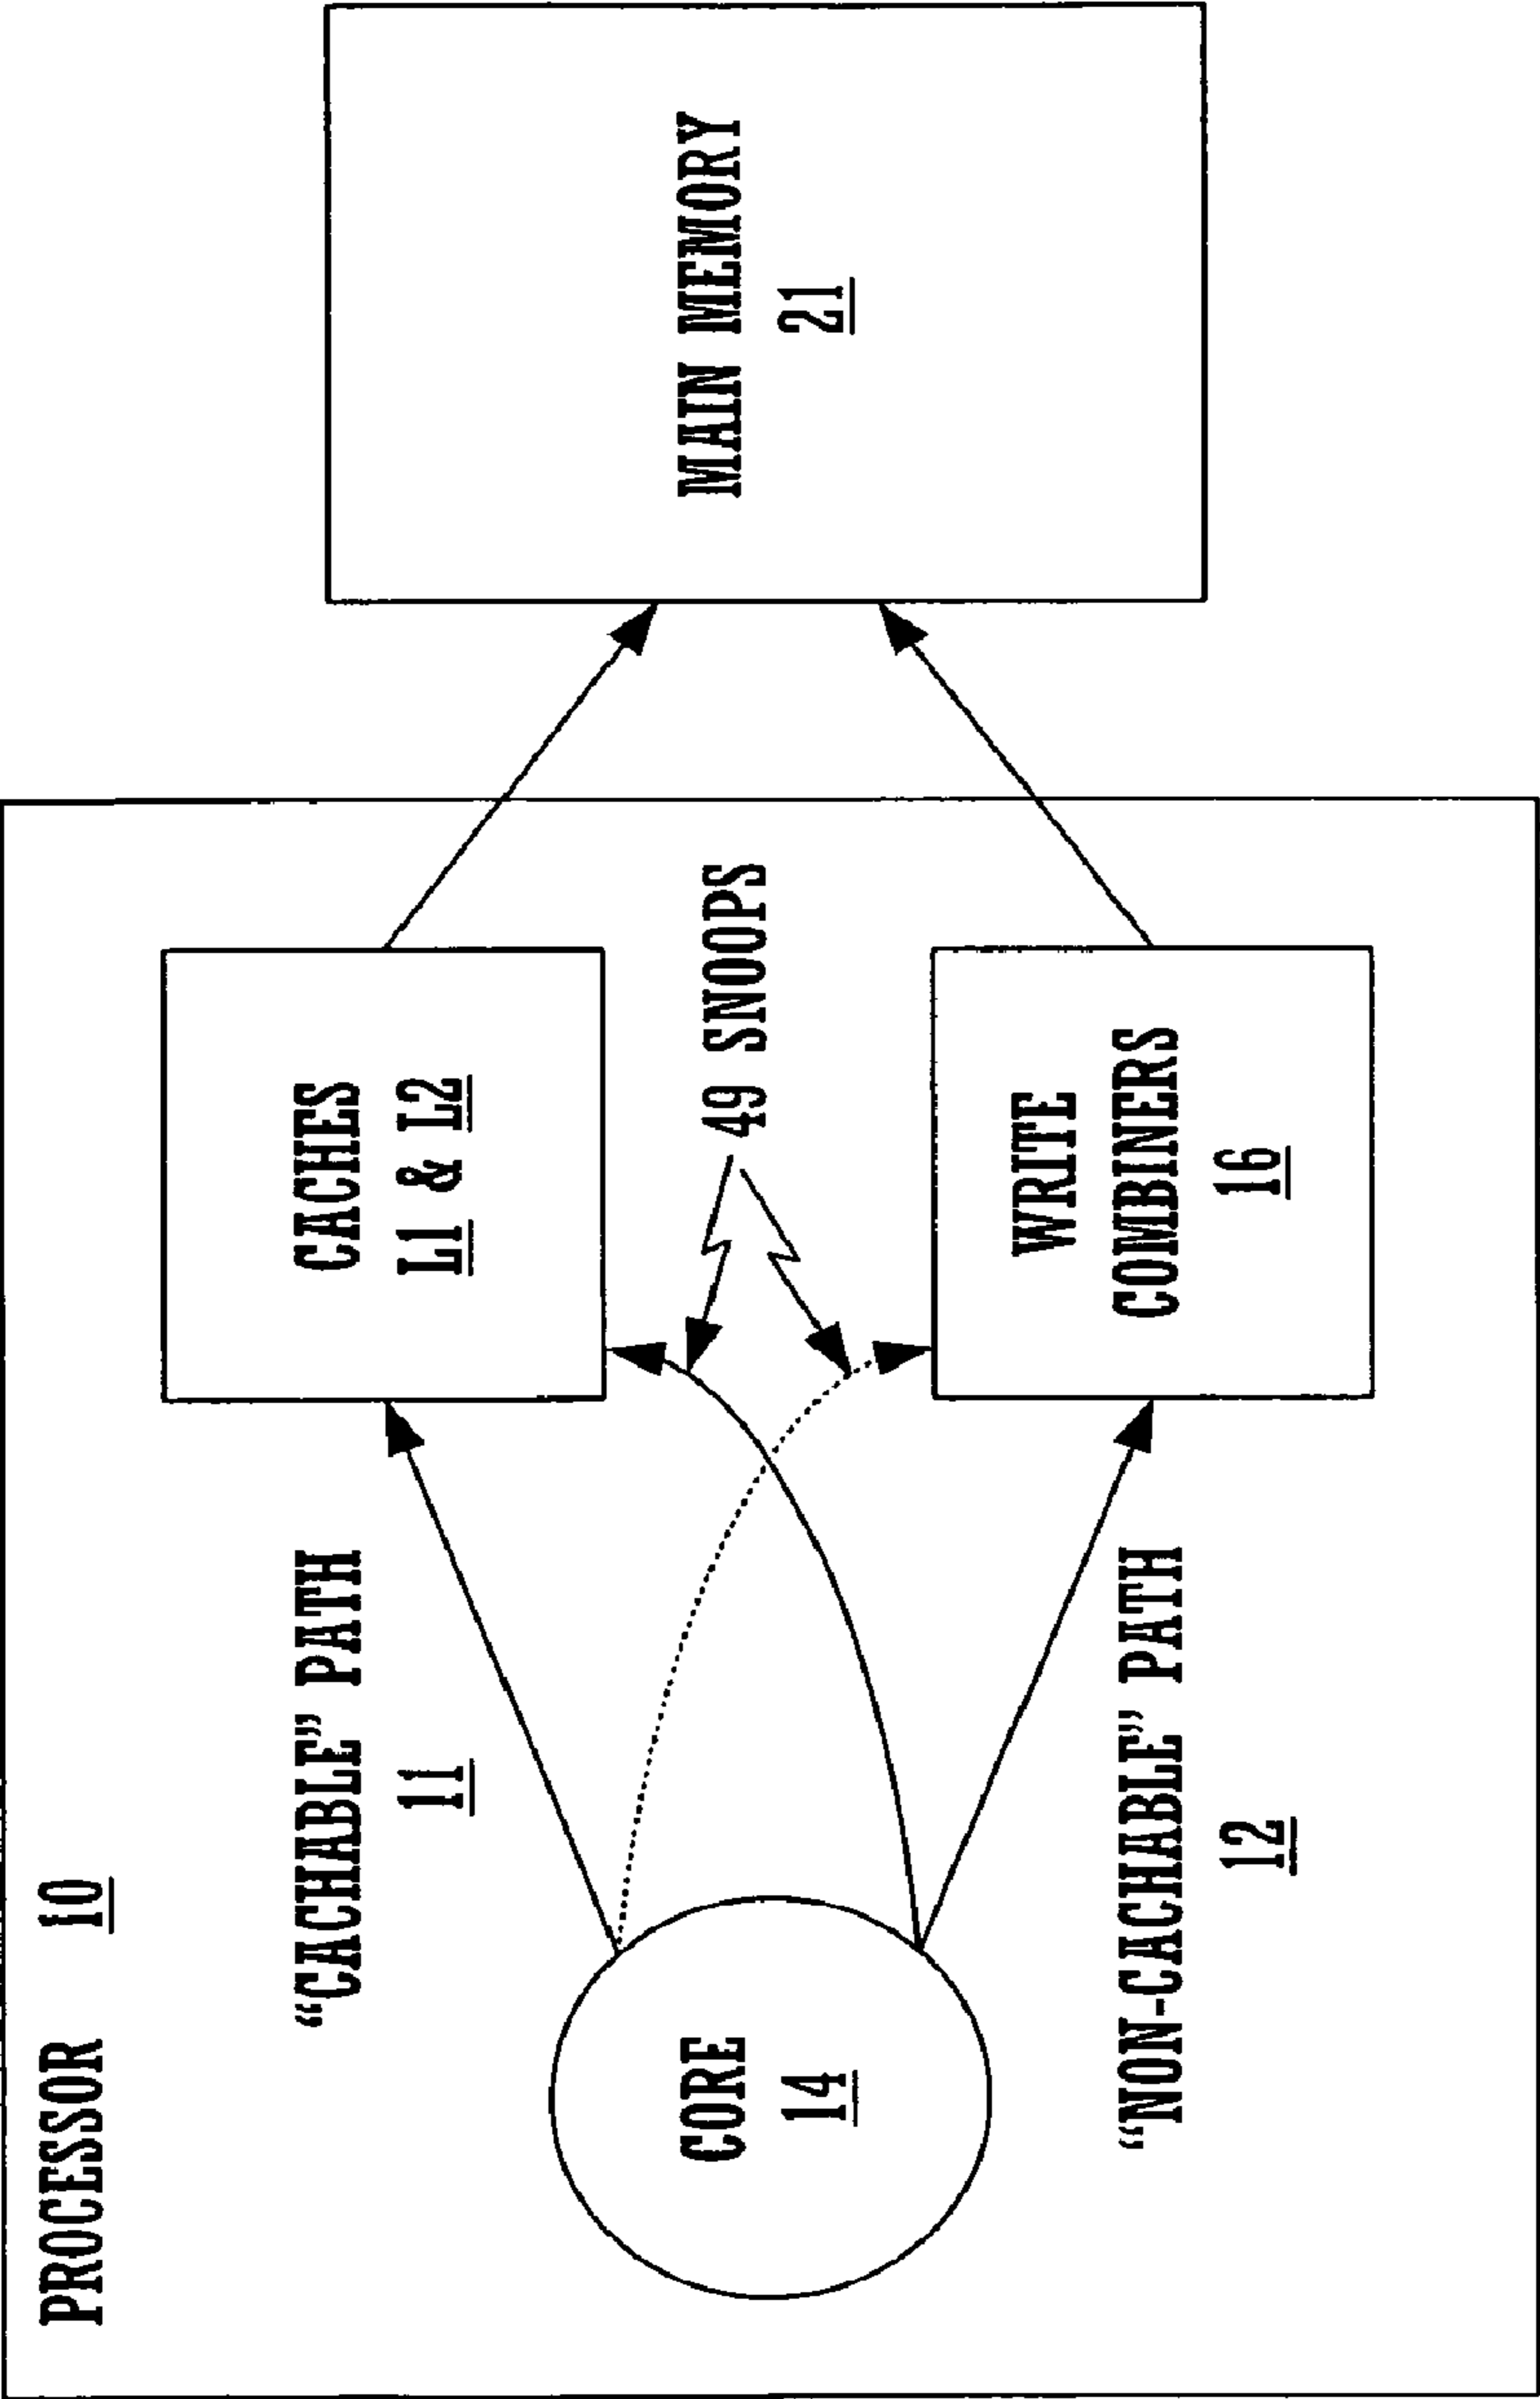 PROCESSOR 10
“CACHABLE” PATH
11
CACHES
L1 & L2
CORE
14
49 SNOOPS
MAIN MEMORY
21
“NON-CACHABLE” PATH
12
WRITE
COMBINERS
16